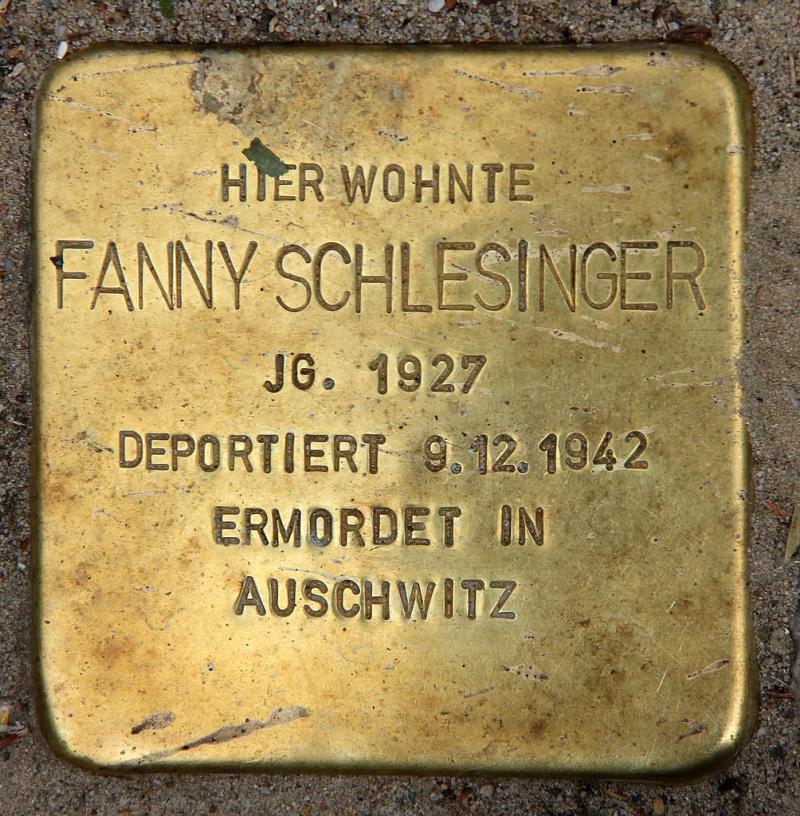 HIER WOHNTE
FANNY SCHLESINGER
JG. 1927
DEPORTIERT 9.12.1942
ERMORDET IN
AUSCHWITZ